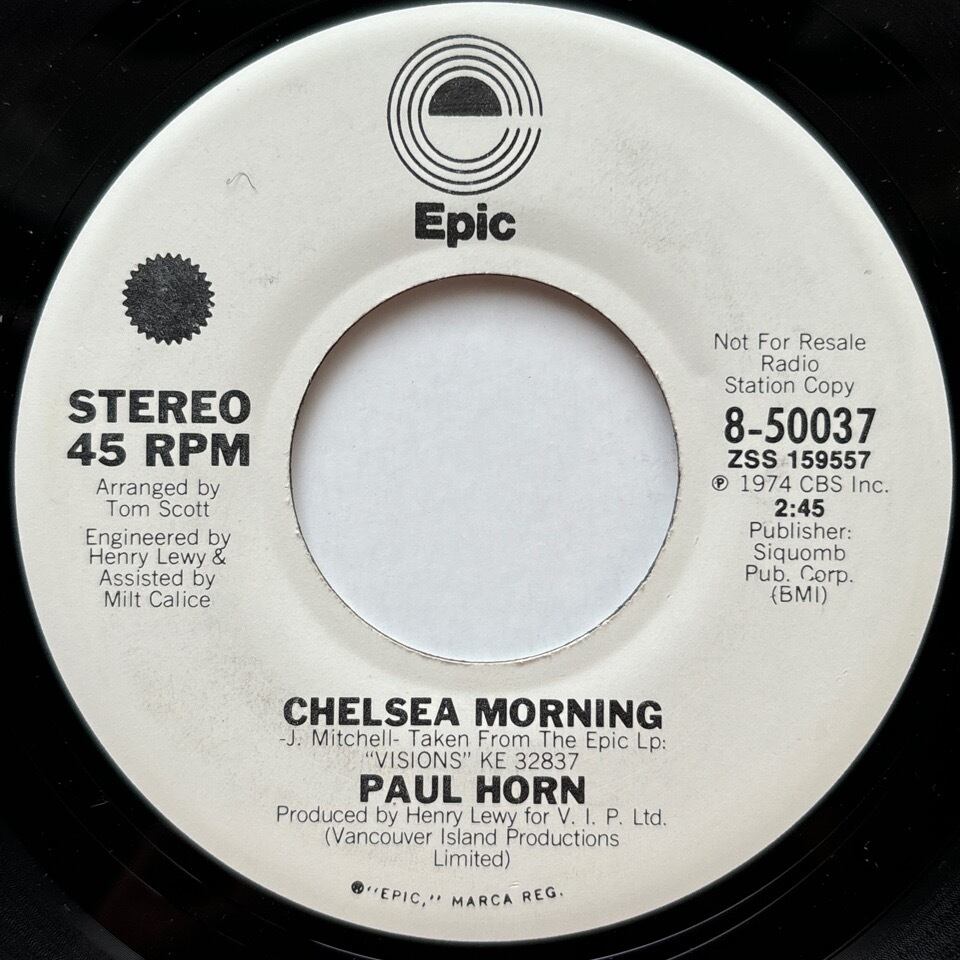 Epic
STEREO
45 RPM
Arranged by
Tom Scott
Engineered by
Henry Lewy &
Assisted by
Milt Calice
Not For Resale
Radio
Station Copy
8-50037
ZSS 159557
℗ 1974 CBS Inc.
2:45
Publisher:
Siquomb
Pub. Corp.
(BMI)
CHELSEA MORNING
-J. Mitchell- Taken From The Epic Lp:
“VISIONS” KE 32837
PAUL HORN
Produced by Henry Lewy for V. I. P. Ltd.
(Vancouver Island Productions
Limited)
®"EPIC," MARCA REG.